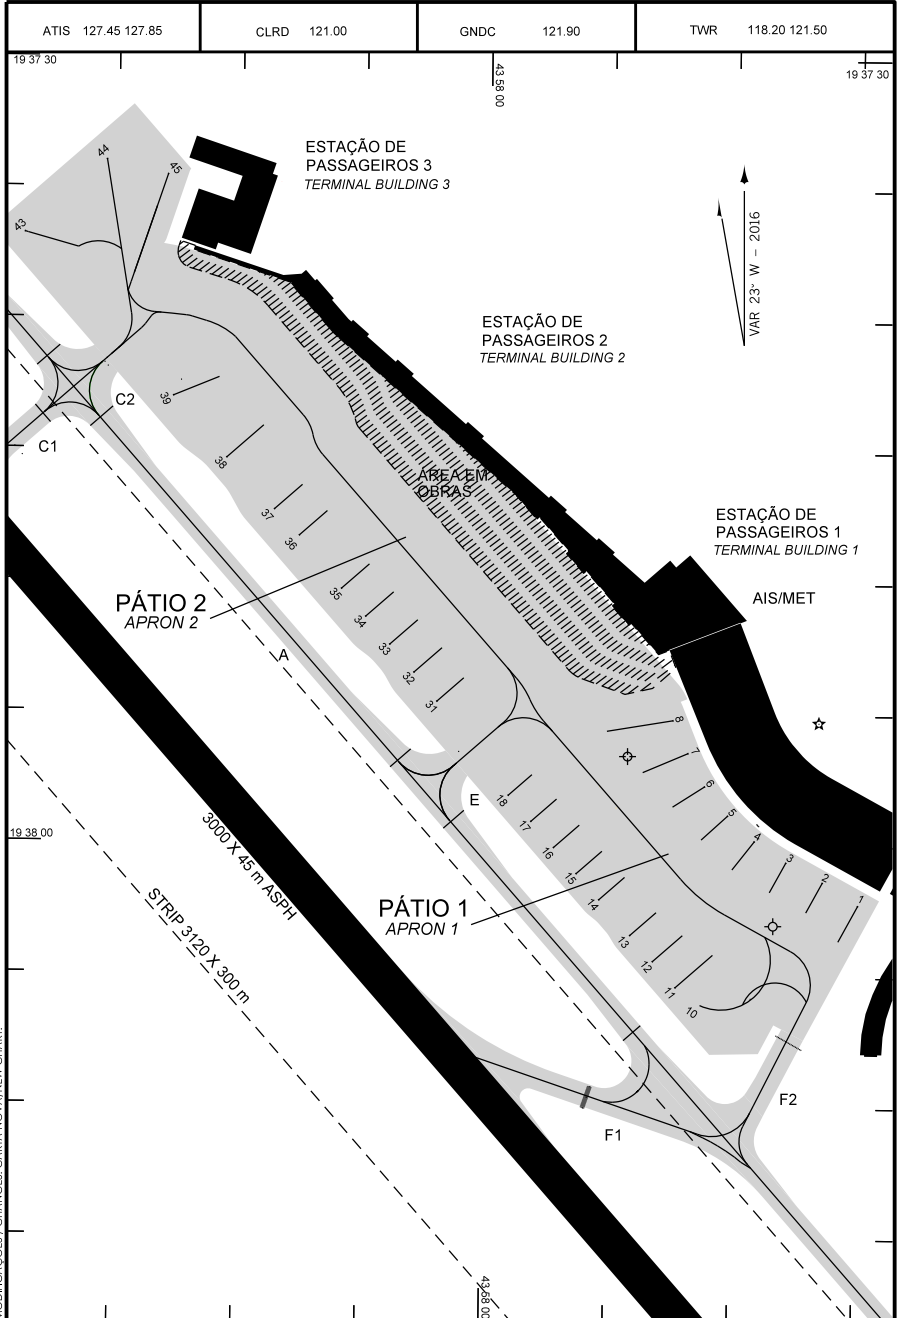 ATIS 127.45 127.85
CLRD 121.00
GNDC 121.90
TWR 118.20 121.50
19 37 30
43 58 00
19 37 30
ESTAÇÃO DE
PASSAGEIROS 3
TERMINAL BUILDING 3
44
45
43
VAR 23° W - 2016
ESTAÇÃO DE
PASSAGEIROS 2
TERMINAL BUILDING 2
39
C2
C1
38
ÁREA EM
OBRAS
37
36
ESTAÇÃO DE
PASSAGEIROS 1
TERMINAL BUILDING 1
AIS/MET
PÁTIO 2
APRON 2
35
34
33
32
31
A
8
7
6
5
4
3
2
1
18
17
16
15
14
13
12
11
10
E
19 38 00
3000 X 45 m ASPH
STRIP 3120 X 300 m
PÁTIO 1
APRON 1
F2
F1
43 58 00